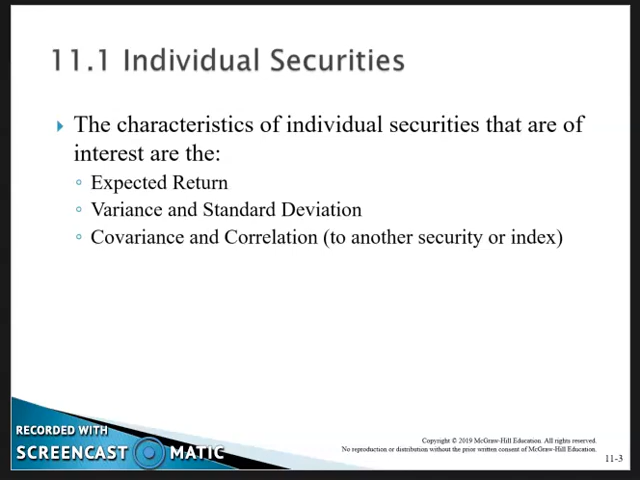 11.1 Individual Securities
The characteristics of individual securities that are of
interest are the:
Expected Return
Variance and Standard Deviation
Covariance and Correlation (to another security or index)
RECORDED WITH
SCREENCAST MATIC
Copyright © 2019 McGraw-Hill Education. All rights reserved.
No reproduction or distribution without the prior written consent of McGraw-Hill Education.
11-3